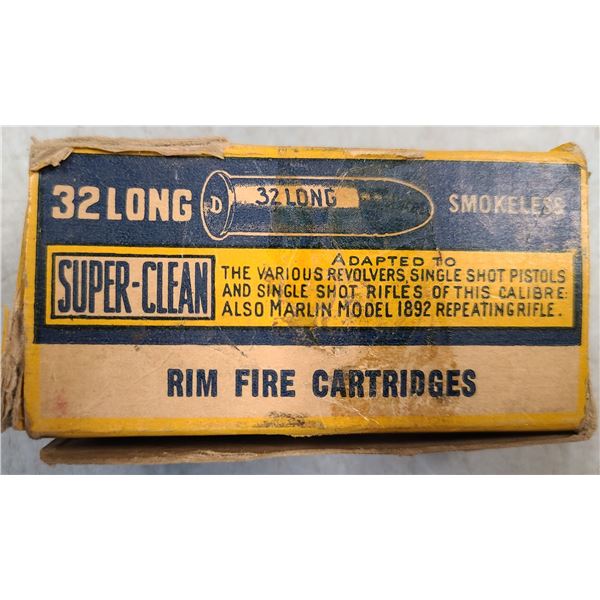 32 LONG
D
32 LONG
SMOKELESS
SUPER-CLEAN
ADAPTED TO
THE VARIOUS REVOLVERS, SINGLE SHOT PISTOLS
AND SINGLE SHOT RIFLES OF THIS CALIBRE:
ALSO MARLIN MODEL 1892 REPEATING RIFLE.
RIM FIRE CARTRIDGES